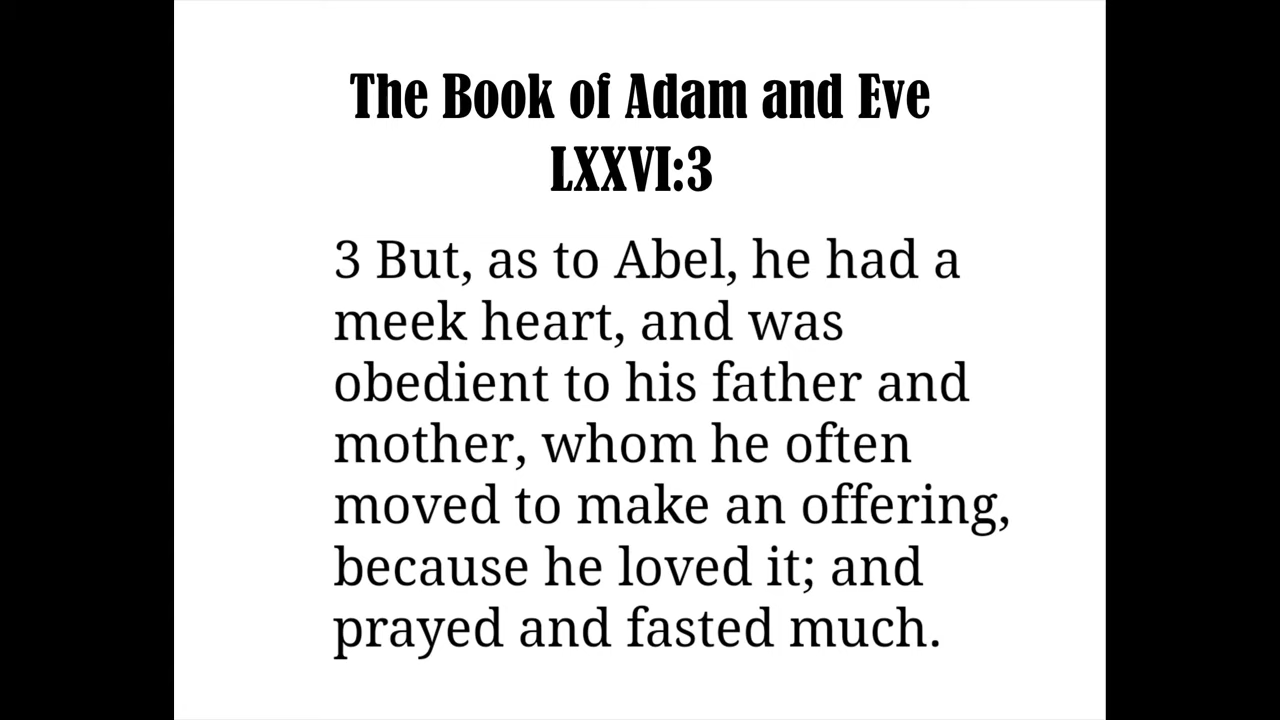 The Book of Adam and Eve
LXXVI:3
3 But, as to Abel, he had a
meek heart, and was
obedient to his father and
mother, whom he often
moved to make an offering,
because he loved it; and
prayed and fasted much.